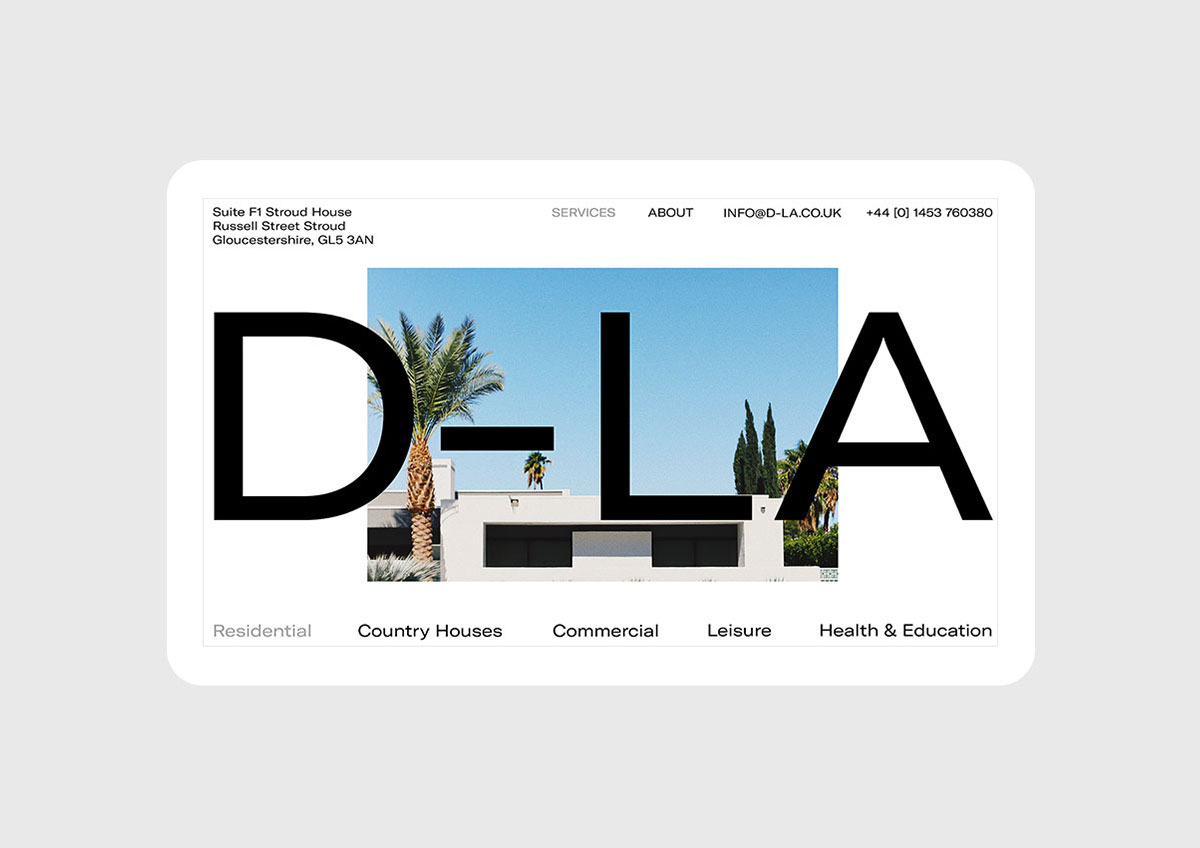 Suite F1 Stroud House
Russell Street Stroud
Gloucestershire, GL5 3AN
SERVICES ABOUT INFO@D-LA.CO.UK +44 [0] 1453 760380
D-LA
Residential Country Houses Commercial Leisure Health & Education